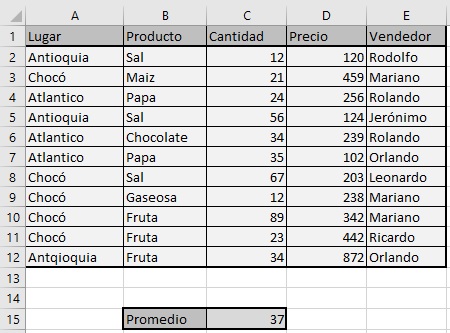 A B C D E
1 Lugar Producto Cantidad Precio Vendedor
2 Antioquia Sal 12 120 Rodolfo
3 Chocó Maiz 21 459 Mariano
4 Atlantico Papa 24 256 Rolando
5 Antioquia Sal 56 124 Jerónimo
6 Atlantico Chocolate 34 239 Rolando
7 Atlantico Papa 35 102 Orlando
8 Chocó Sal 67 203 Leonardo
9 Chocó Gaseosa 12 238 Mariano
10 Chocó Fruta 89 342 Mariano
11 Chocó Fruta 23 442 Ricardo
12 Antqioquia Fruta 34 872 Orlando
13
14
15 Promedio 37